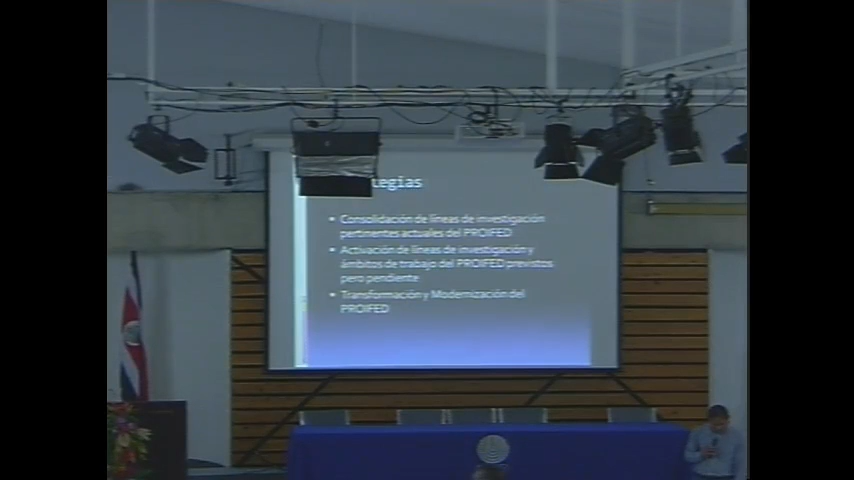 tegias
Consolidación de líneas de investigación
pertinentes actuales del PROIFED
Activación de líneas de investigación y
ámbitos de trabajo del PROIFED previstos
pero pendiente
Transformación y Modernización del
PROIFED